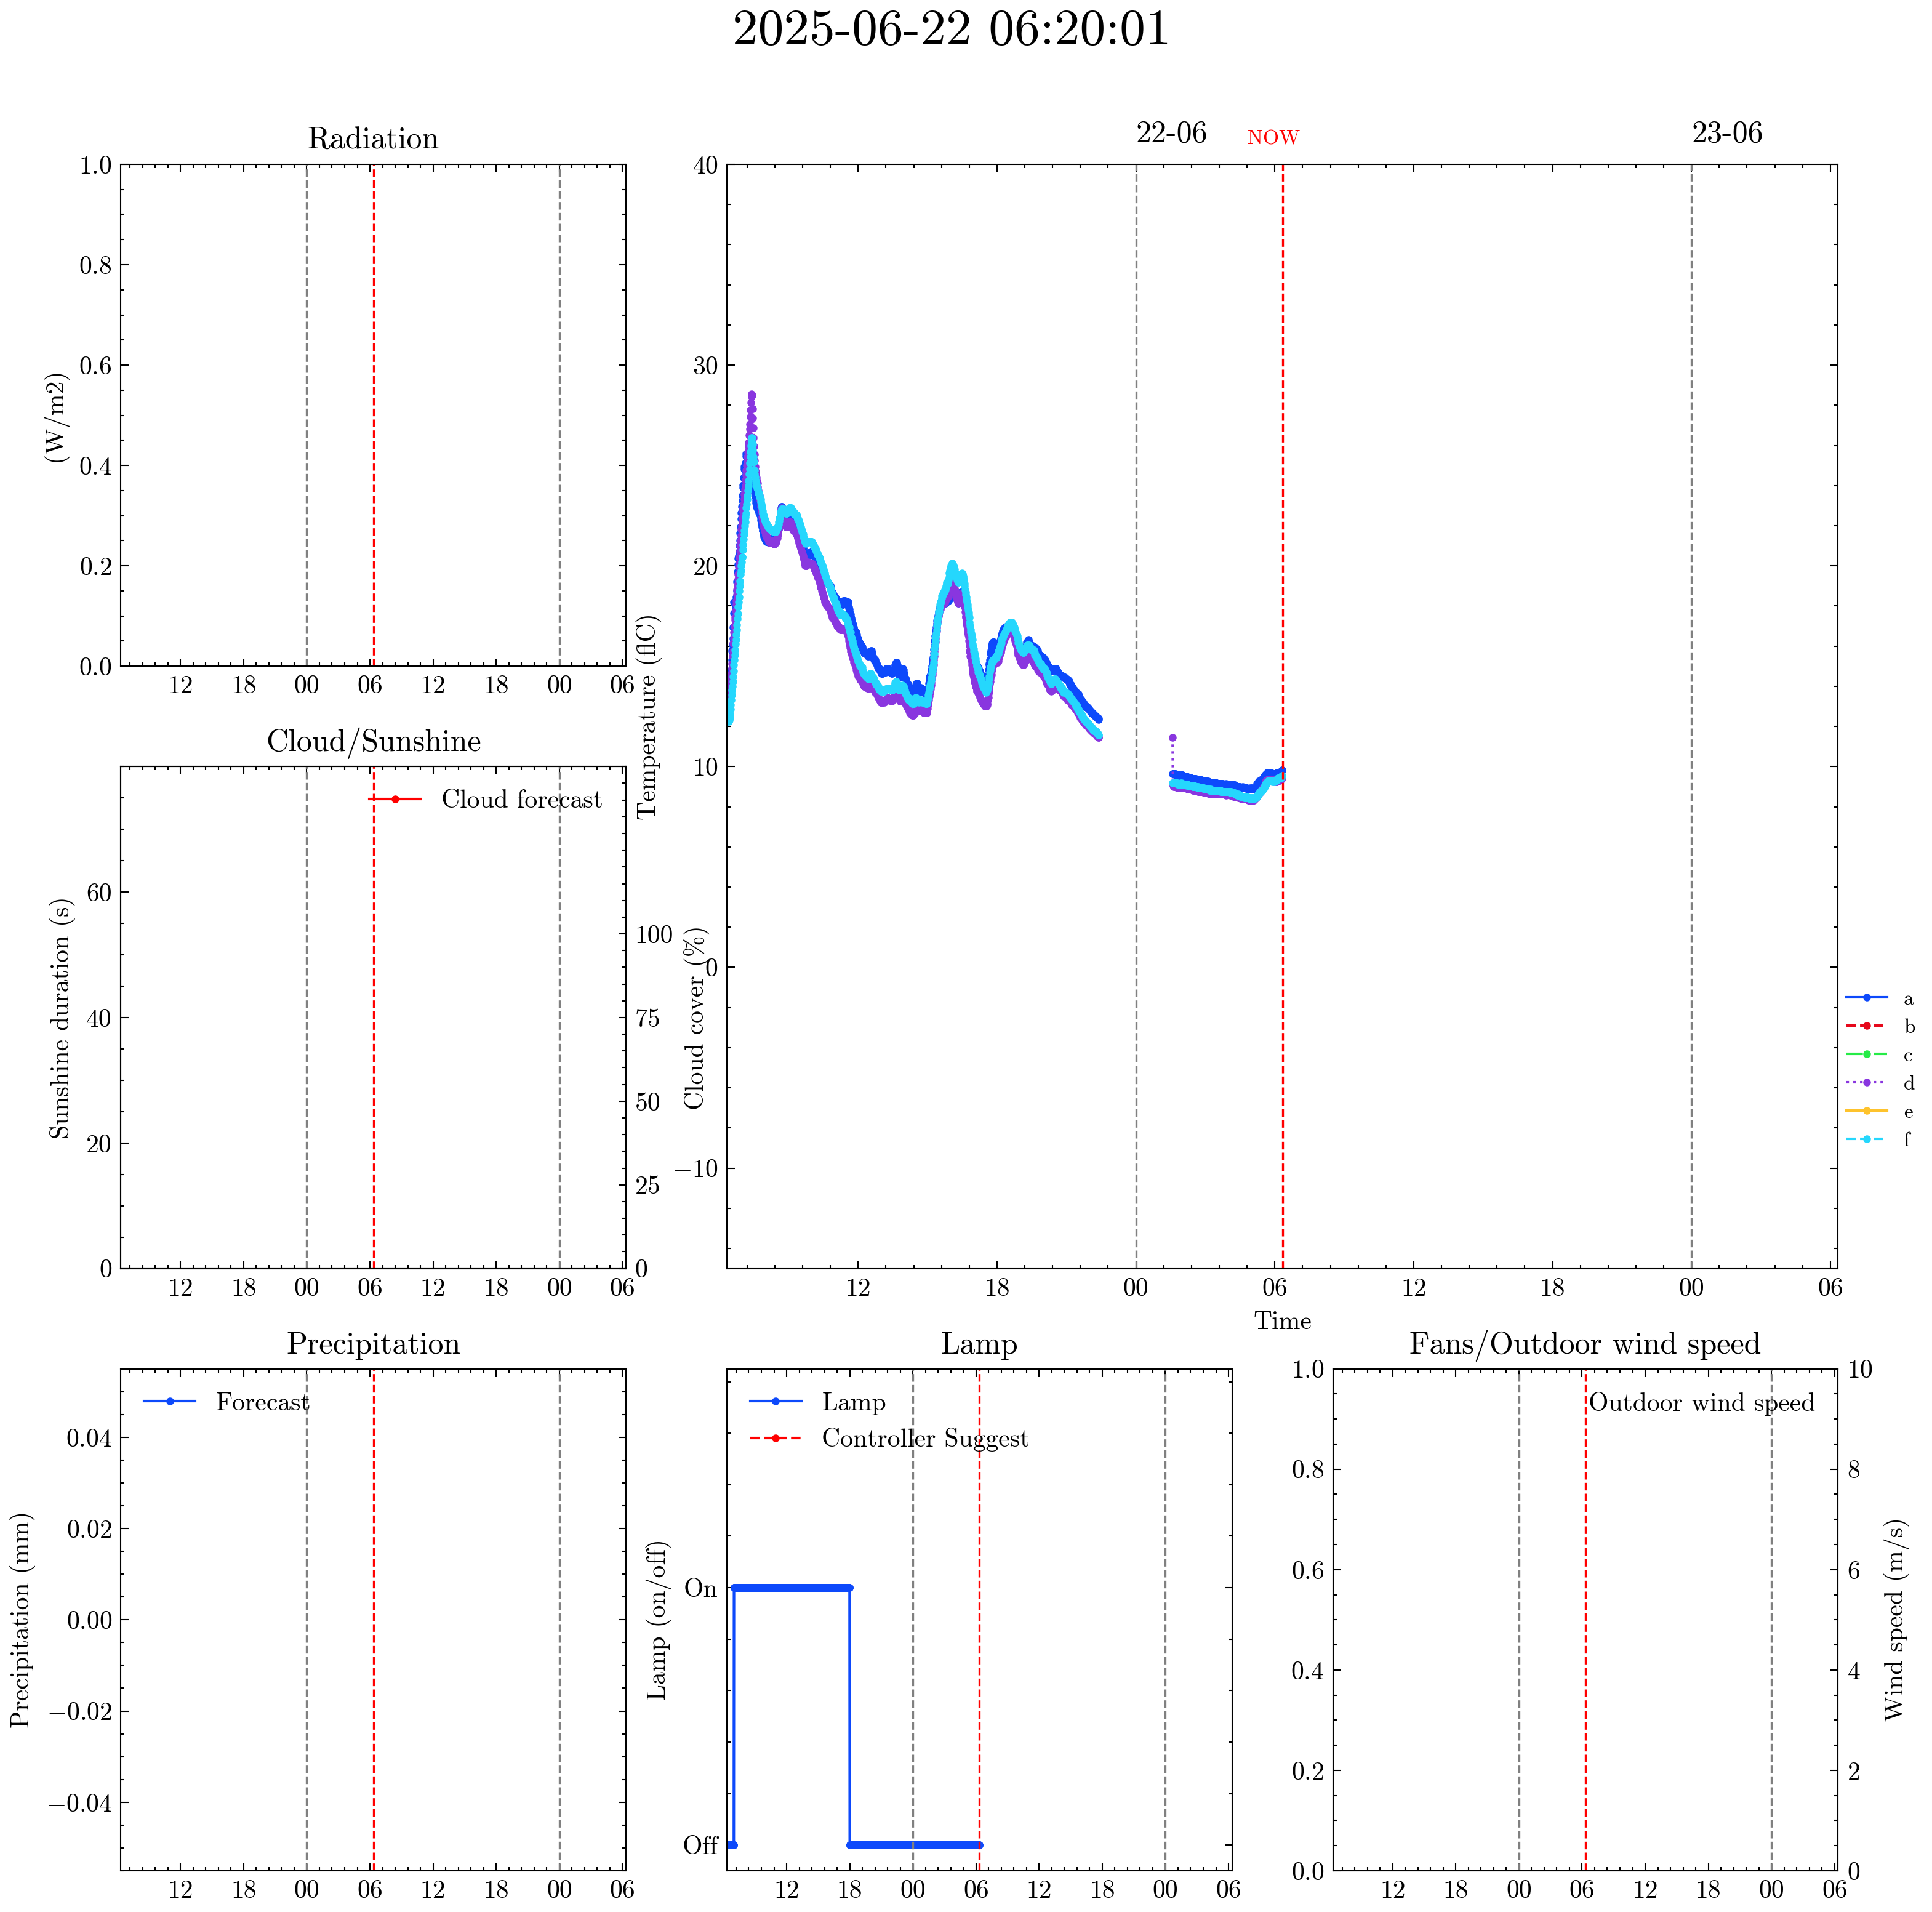 2025-06-22 06:20:01
Radiation
1.0
0.8
0.6
0.4
0.2
0.0
(W/m2)
12 18 00 06 12 18 00 06
22-06 NOW 23-06
40
30
20
10
0
−10
Temperature (flC)
12 18 00 06 12 18 00 06
Time
a
b
c
d
e
f
Cloud/Sunshine
Cloud forecast
60
40
20
0
Sunshine duration (s)
100
75
50
25
0
Cloud cover (%)
12 18 00 06 12 18 00 06
Precipitation
Forecast
0.04
0.02
0.00
−0.02
−0.04
Precipitation (mm)
12 18 00 06 12 18 00 06
Lamp
Lamp
Controller Suggest
On
Off
Lamp (on/off)
12 18 00 06 12 18 00 06
Fans/Outdoor wind speed
Outdoor wind speed
1.0
0.8
0.6
0.4
0.2
0.0
10
8
6
4
2
0
Wind speed (m/s)
12 18 00 06 12 18 00 06